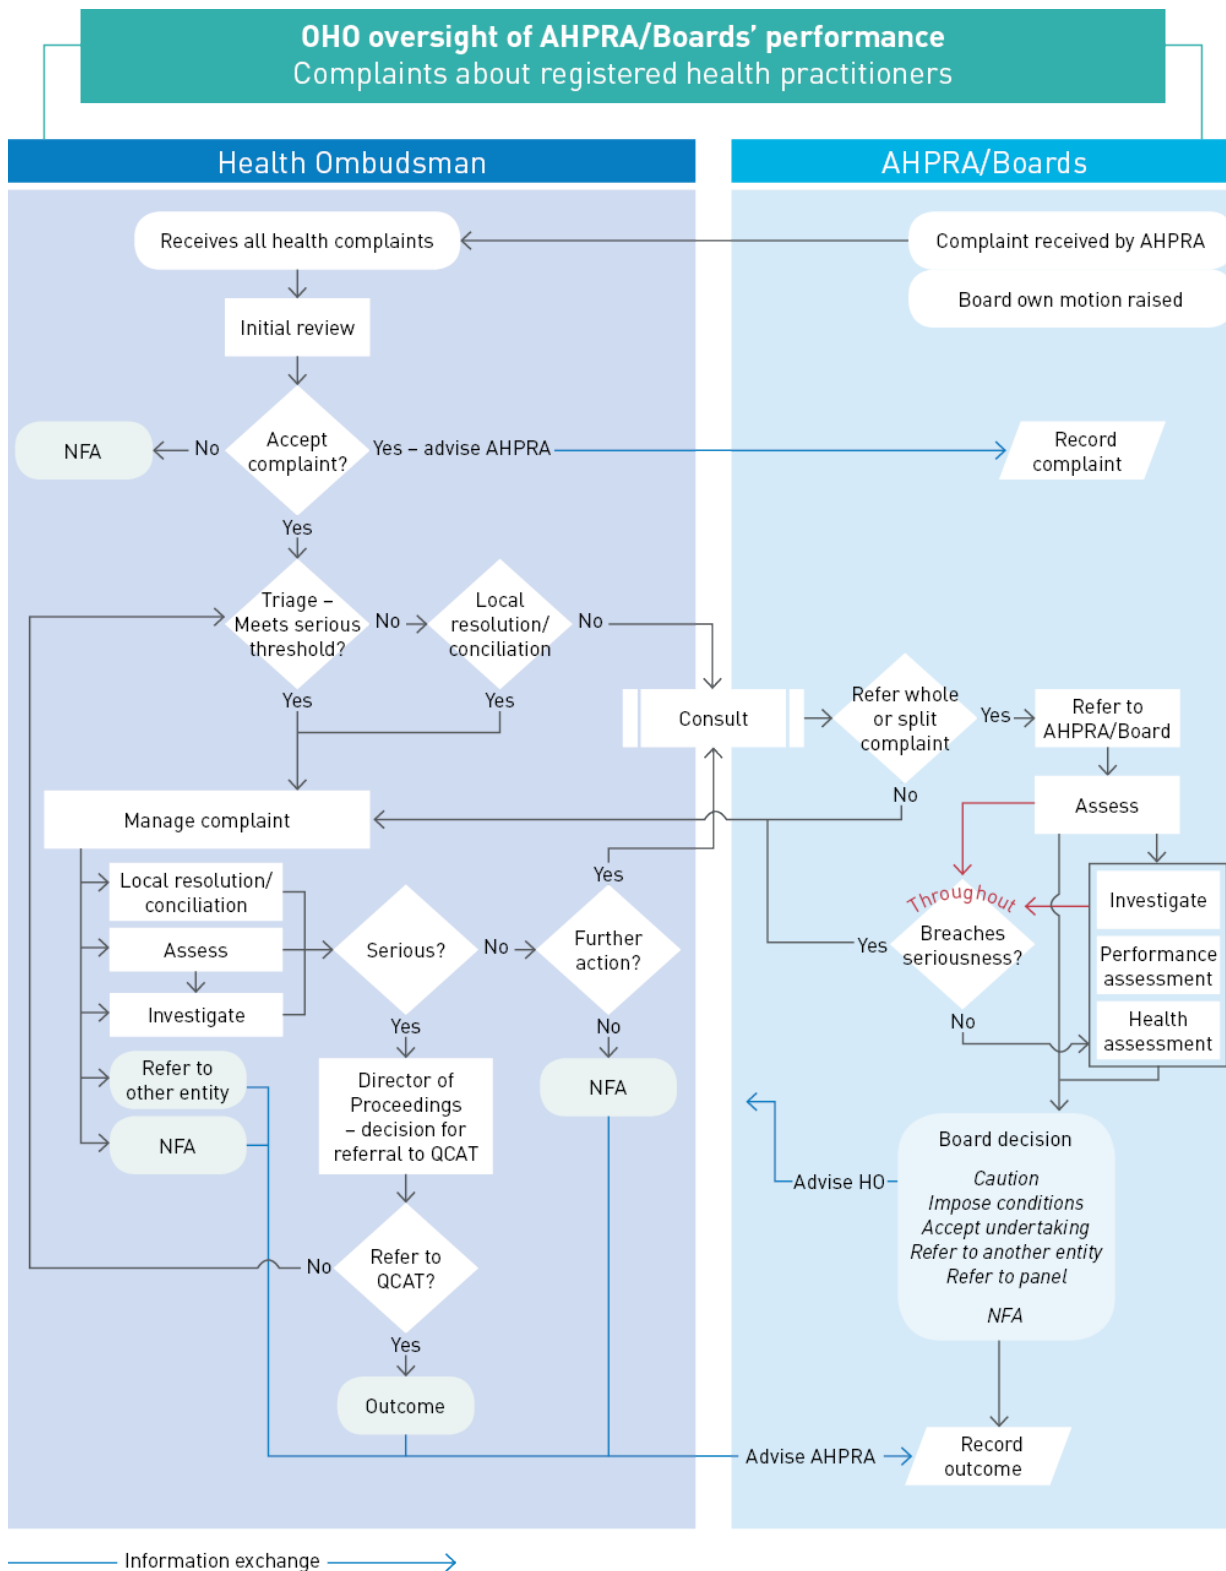 OHO oversight of AHPRA/Boards' performance
Complaints about registered health practitioners
Health Ombudsman
AHPRA/Boards
Receives all health complaints
Complaint received by AHPRA
Board own motion raised
Initial review
NFA
No
Accept
complaint?
Yes – advise AHPRA
Record
complaint
Yes
Triage –
Meets serious
threshold?
No
Local
resolution/
conciliation
No
Yes
Yes
Consult
Refer whole
or split
complaint
Yes
Refer to
AHPRA/Board
No
Manage complaint
Assess
Local resolution/
conciliation
Assess
Investigate
Refer to
other entity
NFA
Serious?
No
Yes
Further
action?
No
NFA
Yes
Throughout
Breaches
seriousness?
Yes
No
Investigate
Performance
assessment
Health
assessment
Director of
Proceedings
– decision for
referral to QCAT
Refer to
QCAT?
No
Yes
Outcome
Advise HO
Board decision
Caution
Impose conditions
Accept undertaking
Refer to another entity
Refer to panel
NFA
Advise AHPRA
Record
outcome
Information exchange